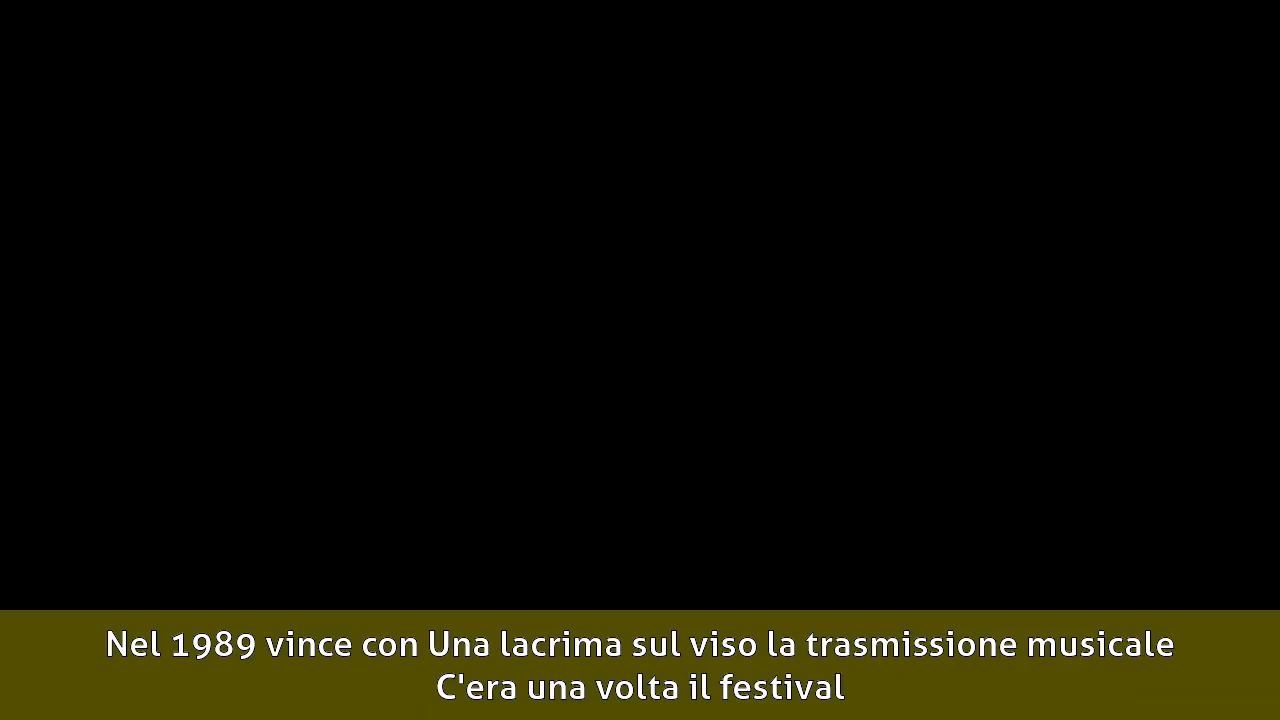 Nel 1989 vince con Una lacrima sul viso la trasmissione musicale
C'era una volta il festival